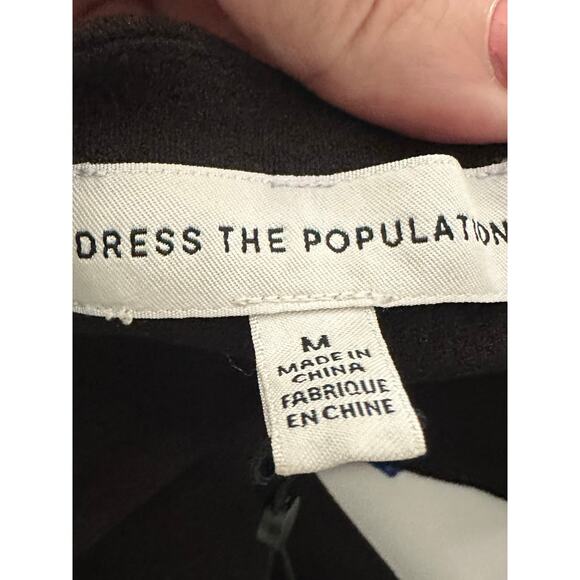 DRESS THE POPULATION
M
MADE IN
CHINA
FABRIQUE
EN CHINE